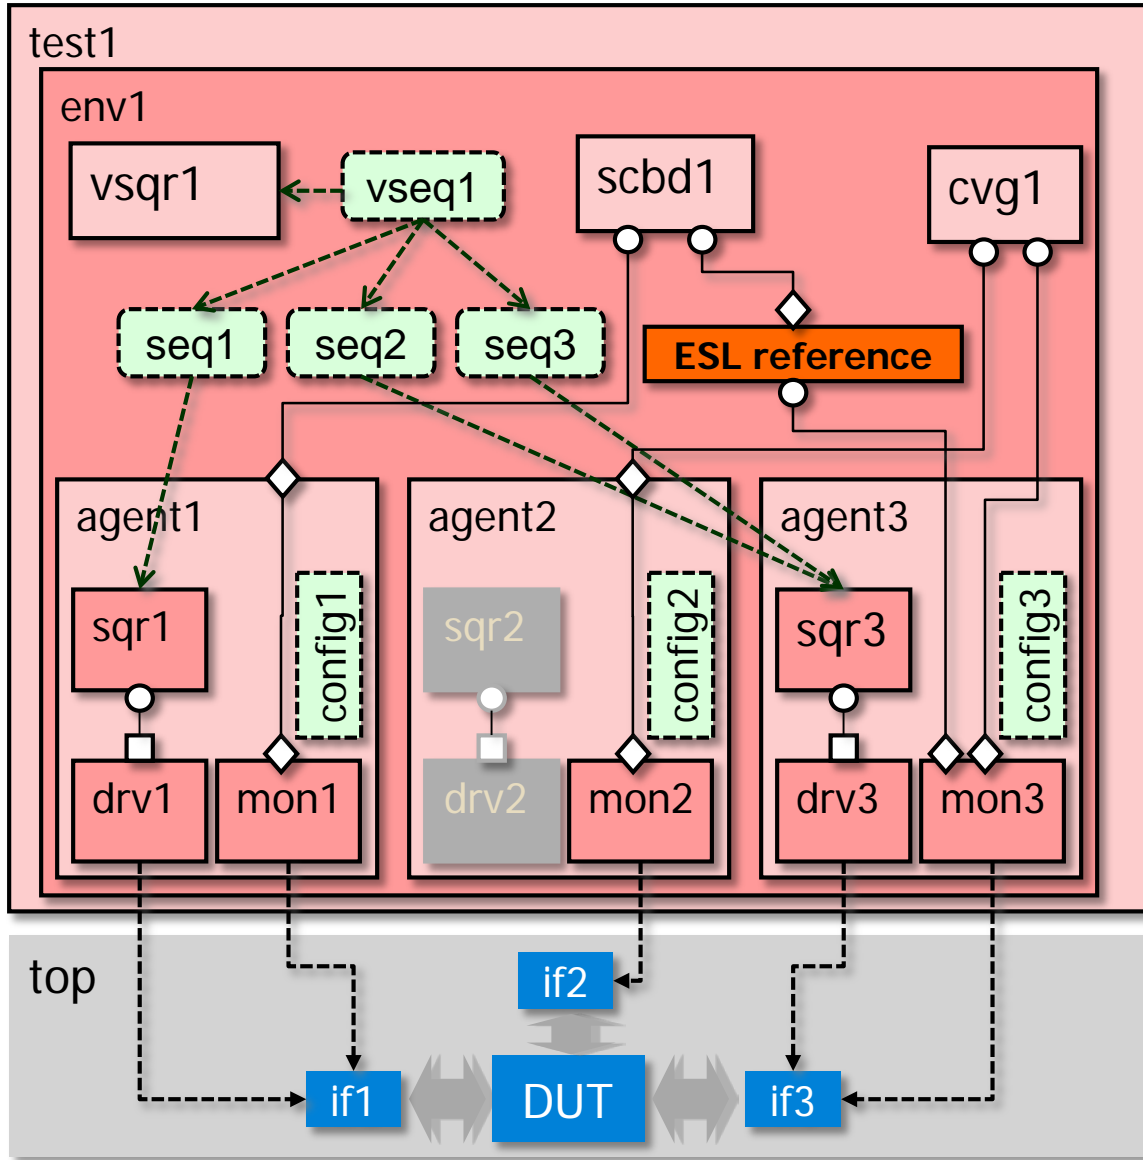 test1
env1
vsqr1
vseq1
scbd1
cvg1
seq1
seq2
seq3
ESL reference
agent1
agent2
agent3
config1
config2
config3
sqr1
sqr2
sqr3
drv1
mon1
drv2
mon2
drv3
mon3
top
if2
if1
DUT
if3